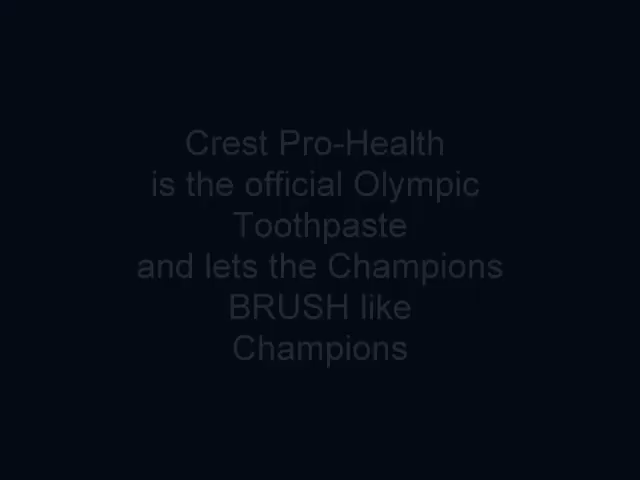 Crest Pro-Health
is the official Olympic
Toothpaste
and lets the Champions
BRUSH like
Champions